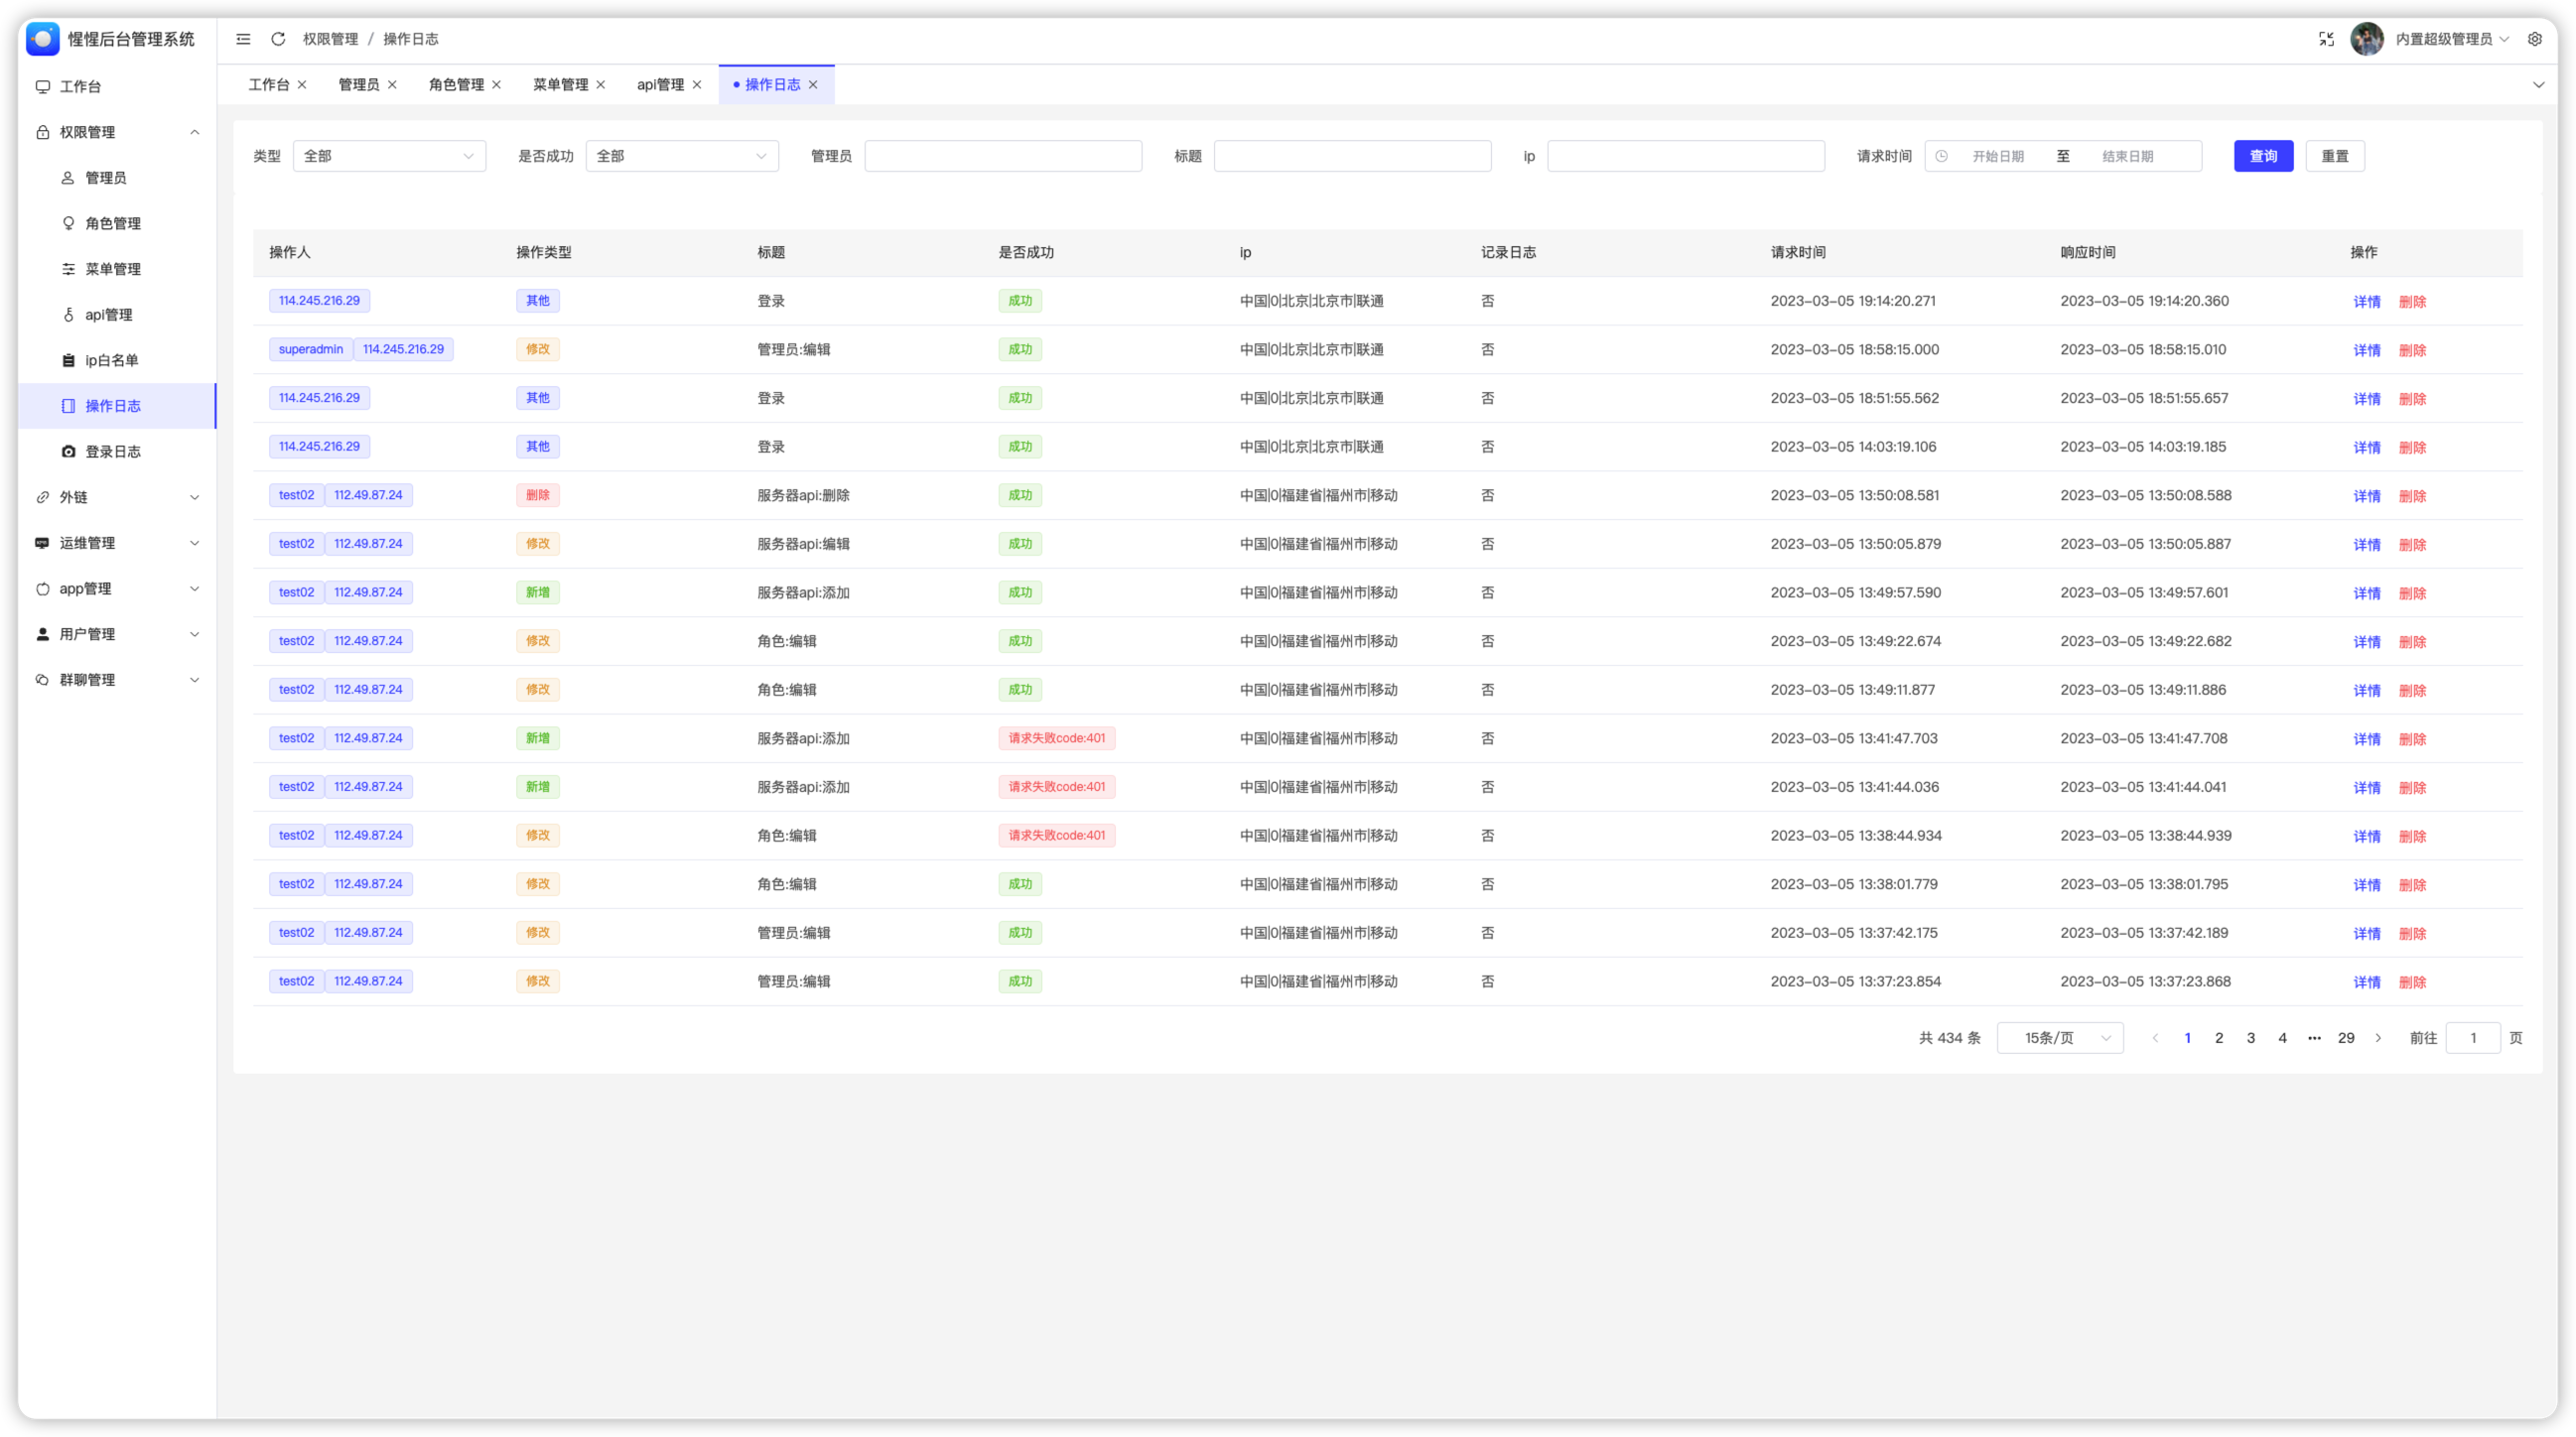 惺惺后台管理系统
权限管理 / 操作日志
内置超级管理员
工作台
管理员
角色管理
菜单管理
api管理
操作日志
工作台
权限管理
管理员
角色管理
菜单管理
api管理
ip白名单
操作日志
登录日志
外链
运维管理
app管理
用户管理
群聊管理
类型 全部 是否成功 全部 管理员 标题 ip 请求时间 开始日期 至 结束日期 查询 重置
操作人 操作类型 标题 是否成功 ip 记录日志 请求时间 响应时间 操作
114.245.216.29 其他 登录 成功 中国|0|北京|北京市|联通 否 2023-03-05 19:14:20.271 2023-03-05 19:14:20.360 详情 删除
superadmin 114.245.216.29 修改 管理员:编辑 成功 中国|0|北京|北京市|联通 否 2023-03-05 18:58:15.000 2023-03-05 18:58:15.010 详情 删除
114.245.216.29 其他 登录 成功 中国|0|北京|北京市|联通 否 2023-03-05 18:51:55.562 2023-03-05 18:51:55.657 详情 删除
114.245.216.29 其他 登录 成功 中国|0|北京|北京市|联通 否 2023-03-05 14:03:19.106 2023-03-05 14:03:19.185 详情 删除
test02 112.49.87.24 删除 服务器api:删除 成功 中国|0|福建省|福州市|移动 否 2023-03-05 13:50:08.581 2023-03-05 13:50:08.588 详情 删除
test02 112.49.87.24 修改 服务器api:编辑 成功 中国|0|福建省|福州市|移动 否 2023-03-05 13:50:05.879 2023-03-05 13:50:05.887 详情 删除
test02 112.49.87.24 新增 服务器api:添加 成功 中国|0|福建省|福州市|移动 否 2023-03-05 13:49:57.590 2023-03-05 13:49:57.601 详情 删除
test02 112.49.87.24 修改 角色:编辑 成功 中国|0|福建省|福州市|移动 否 2023-03-05 13:49:22.674 2023-03-05 13:49:22.682 详情 删除
test02 112.49.87.24 修改 角色:编辑 成功 中国|0|福建省|福州市|移动 否 2023-03-05 13:49:11.877 2023-03-05 13:49:11.886 详情 删除
test02 112.49.87.24 新增 服务器api:添加 请求失败code:401 中国|0|福建省|福州市|移动 否 2023-03-05 13:41:47.703 2023-03-05 13:41:47.708 详情 删除
test02 112.49.87.24 新增 服务器api:添加 请求失败code:401 中国|0|福建省|福州市|移动 否 2023-03-05 13:41:44.036 2023-03-05 13:41:44.041 详情 删除
test02 112.49.87.24 修改 角色:编辑 请求失败code:401 中国|0|福建省|福州市|移动 否 2023-03-05 13:38:44.934 2023-03-05 13:38:44.939 详情 删除
test02 112.49.87.24 修改 角色:编辑 成功 中国|0|福建省|福州市|移动 否 2023-03-05 13:38:01.779 2023-03-05 13:38:01.795 详情 删除
test02 112.49.87.24 修改 管理员:编辑 成功 中国|0|福建省|福州市|移动 否 2023-03-05 13:37:42.175 2023-03-05 13:37:42.189 详情 删除
test02 112.49.87.24 修改 管理员:编辑 成功 中国|0|福建省|福州市|移动 否 2023-03-05 13:37:23.854 2023-03-05 13:37:23.868 详情 删除
共 434 条 15条/页 1 2 3 4 ••• 29 前往 1 页